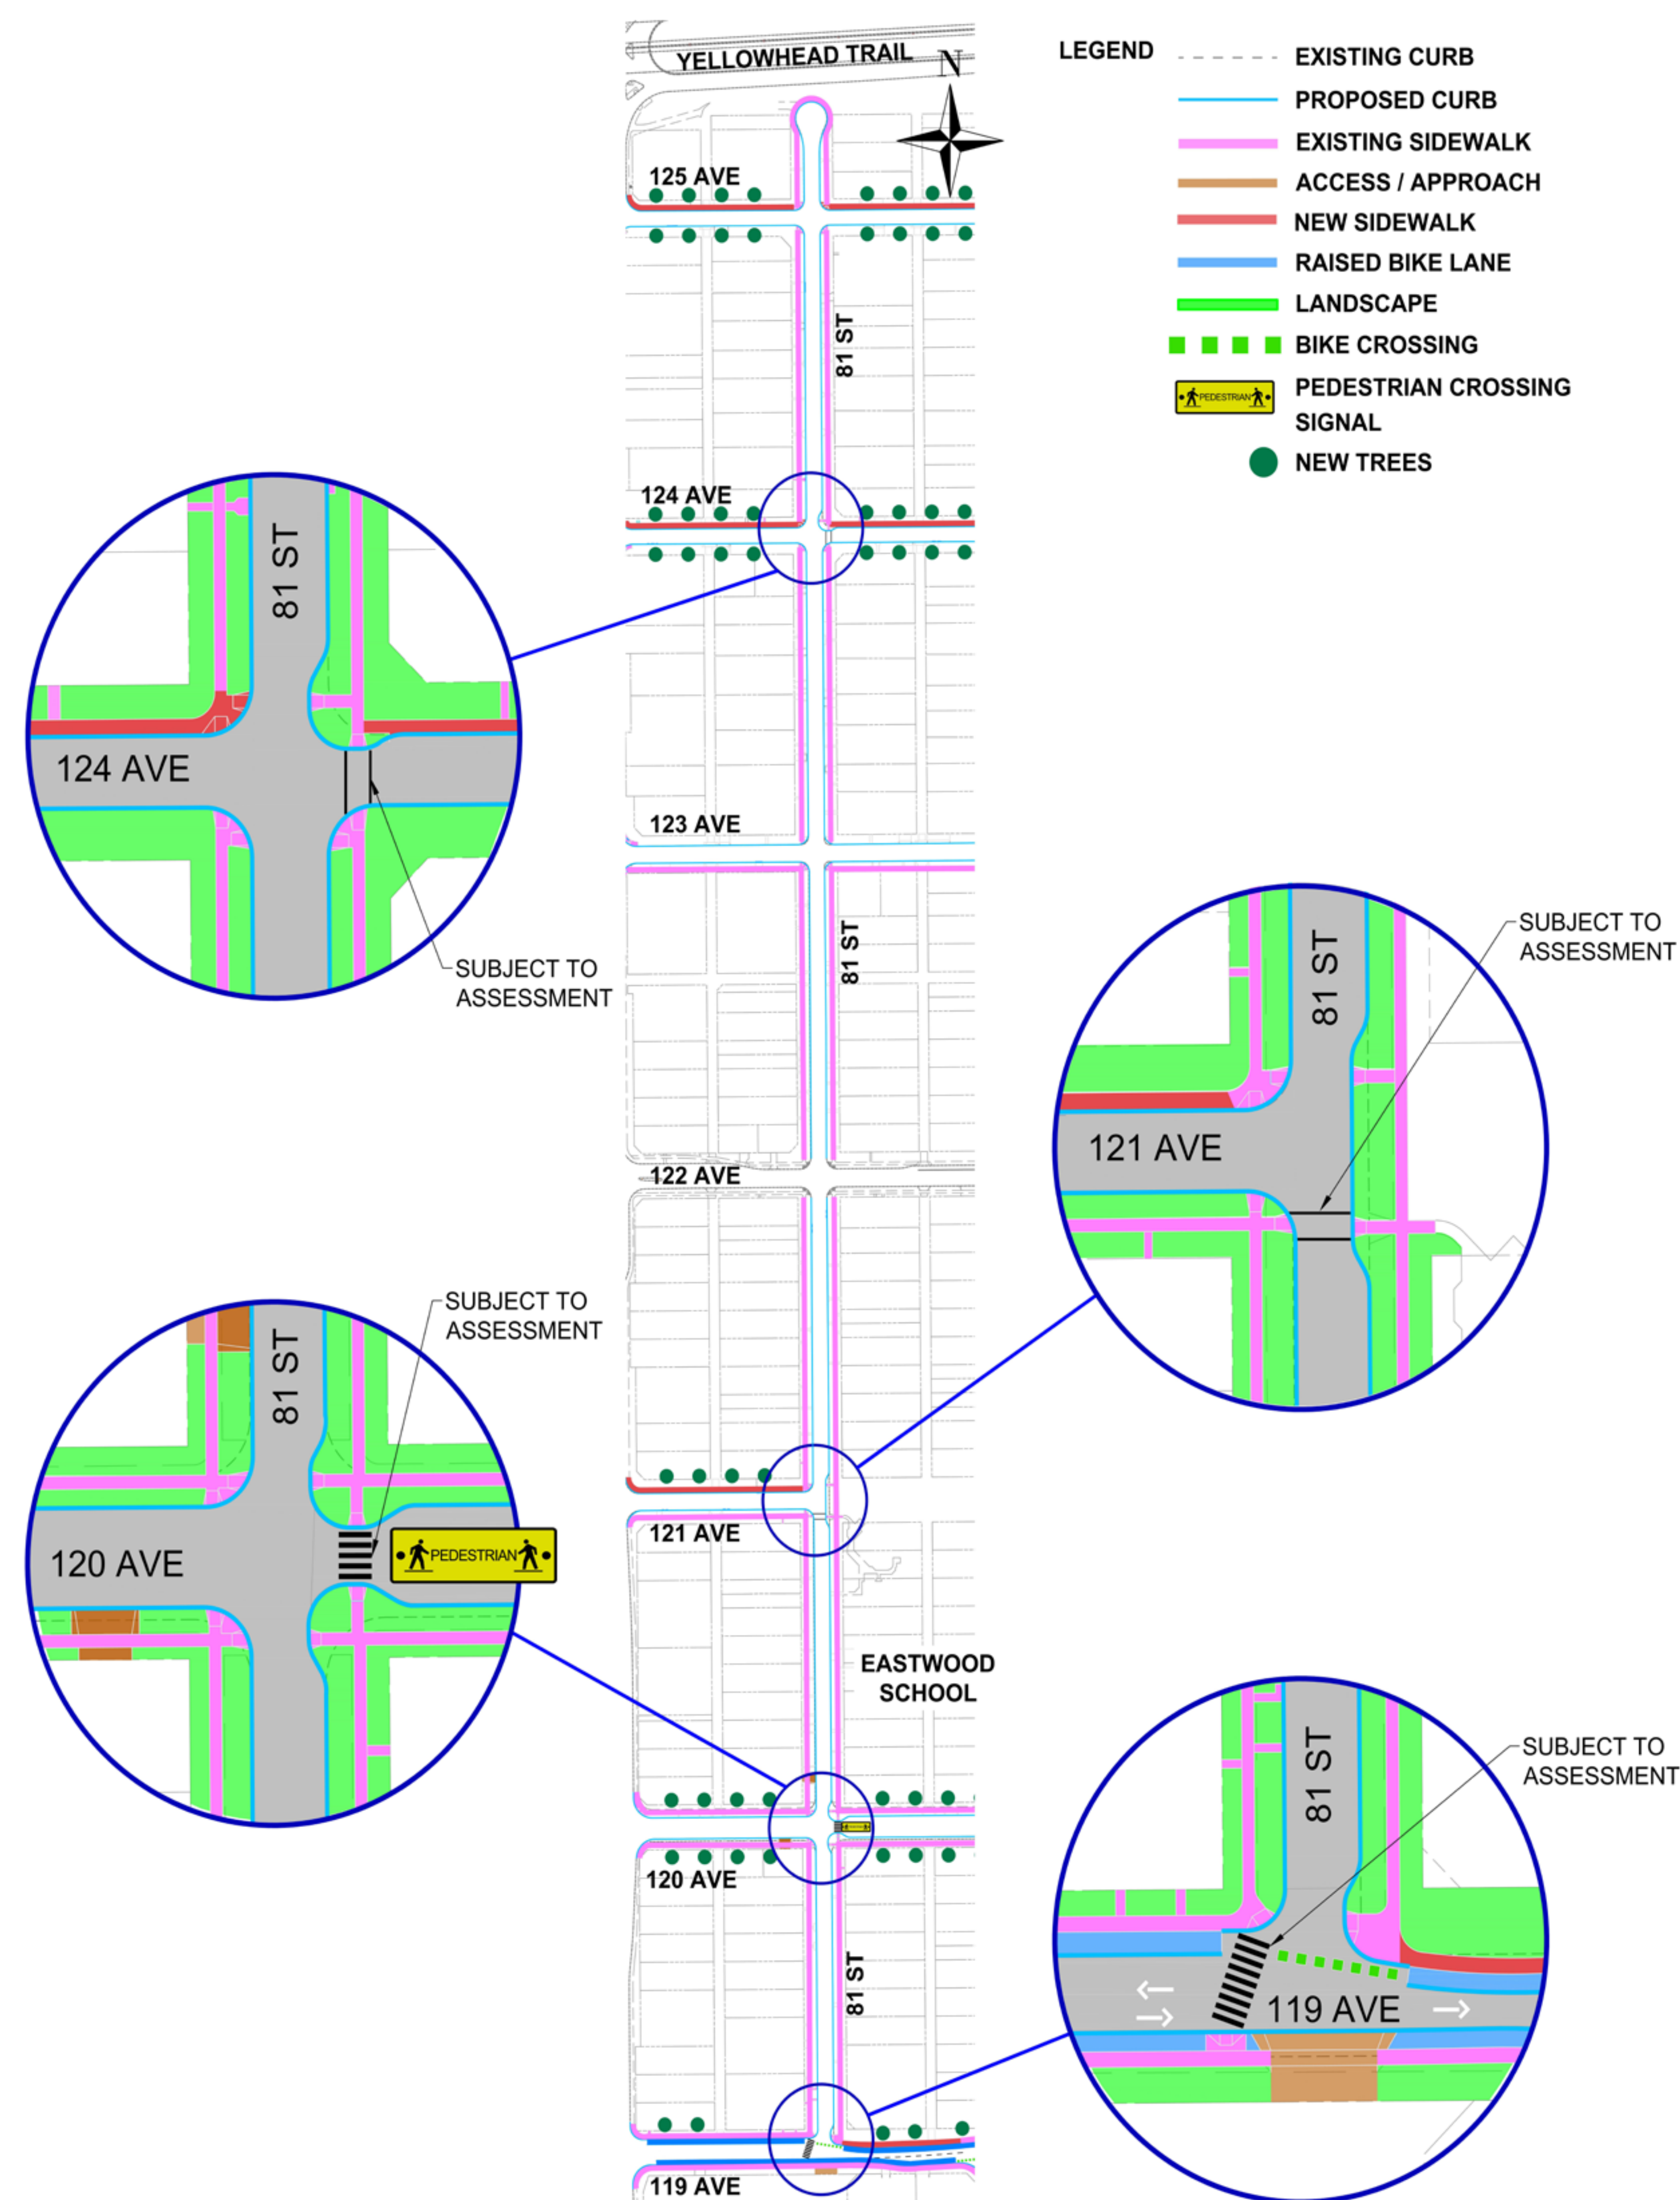 YELLOWHEAD TRAIL
N
LEGEND
EXISTING CURB
PROPOSED CURB
EXISTING SIDEWALK
ACCESS / APPROACH
NEW SIDEWALK
RAISED BIKE LANE
LANDSCAPE
BIKE CROSSING
PEDESTRIAN
PEDESTRIAN CROSSING
SIGNAL
NEW TREES
125 AVE
81 ST
124 AVE
81 ST
124 AVE
SUBJECT TO
ASSESSMENT
123 AVE
81 ST
81 ST
SUBJECT TO
ASSESSMENT
121 AVE
122 AVE
SUBJECT TO
ASSESSMENT
81 ST
120 AVE
PEDESTRIAN
121 AVE
EASTWOOD
SCHOOL
120 AVE
81 ST
81 ST
SUBJECT TO
ASSESSMENT
119 AVE
119 AVE